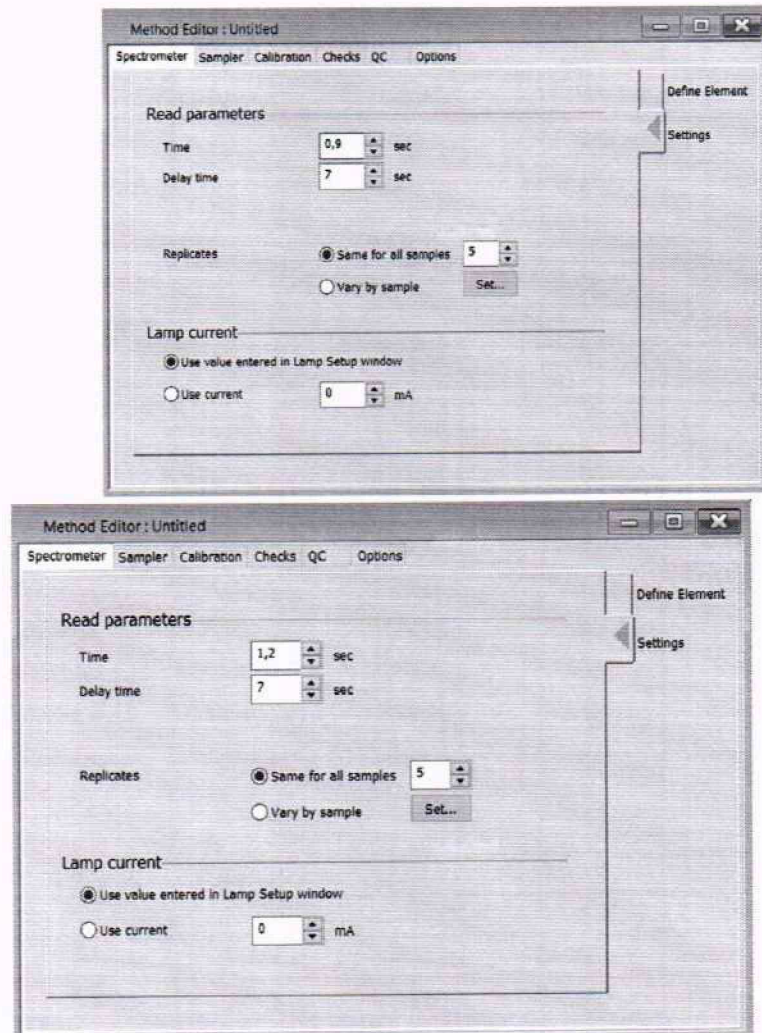 Method Editor : Untitled
Spectrometer Sampler Calibration Checks QC Options
Define Element
Read parameters
Settings
Time 0,9 sec
Delay time 7 sec
Replicates Same for all samples 5
Vary by sample Set...
Lamp current
Use value entered in Lamp Setup window
Use current 0 mA
Method Editor : Untitled
Spectrometer Sampler Calibration Checks QC Options
Define Element
Read parameters
Settings
Time 1,2 sec
Delay time 7 sec
Replicates Same for all samples 5
Vary by sample Set...
Lamp current
Use value entered in Lamp Setup window
Use current 0 mA